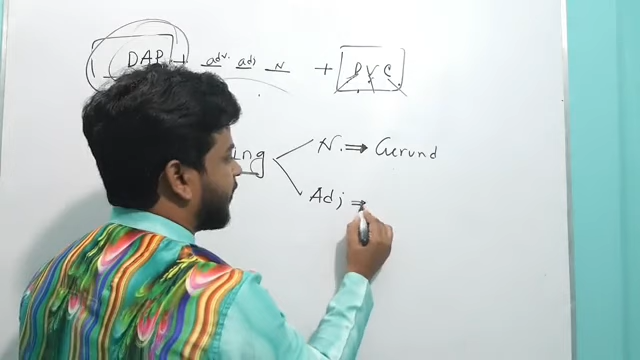 DAP + adv. adj N + PVC
ing N. ⇒ Gerund
Adj ⇒